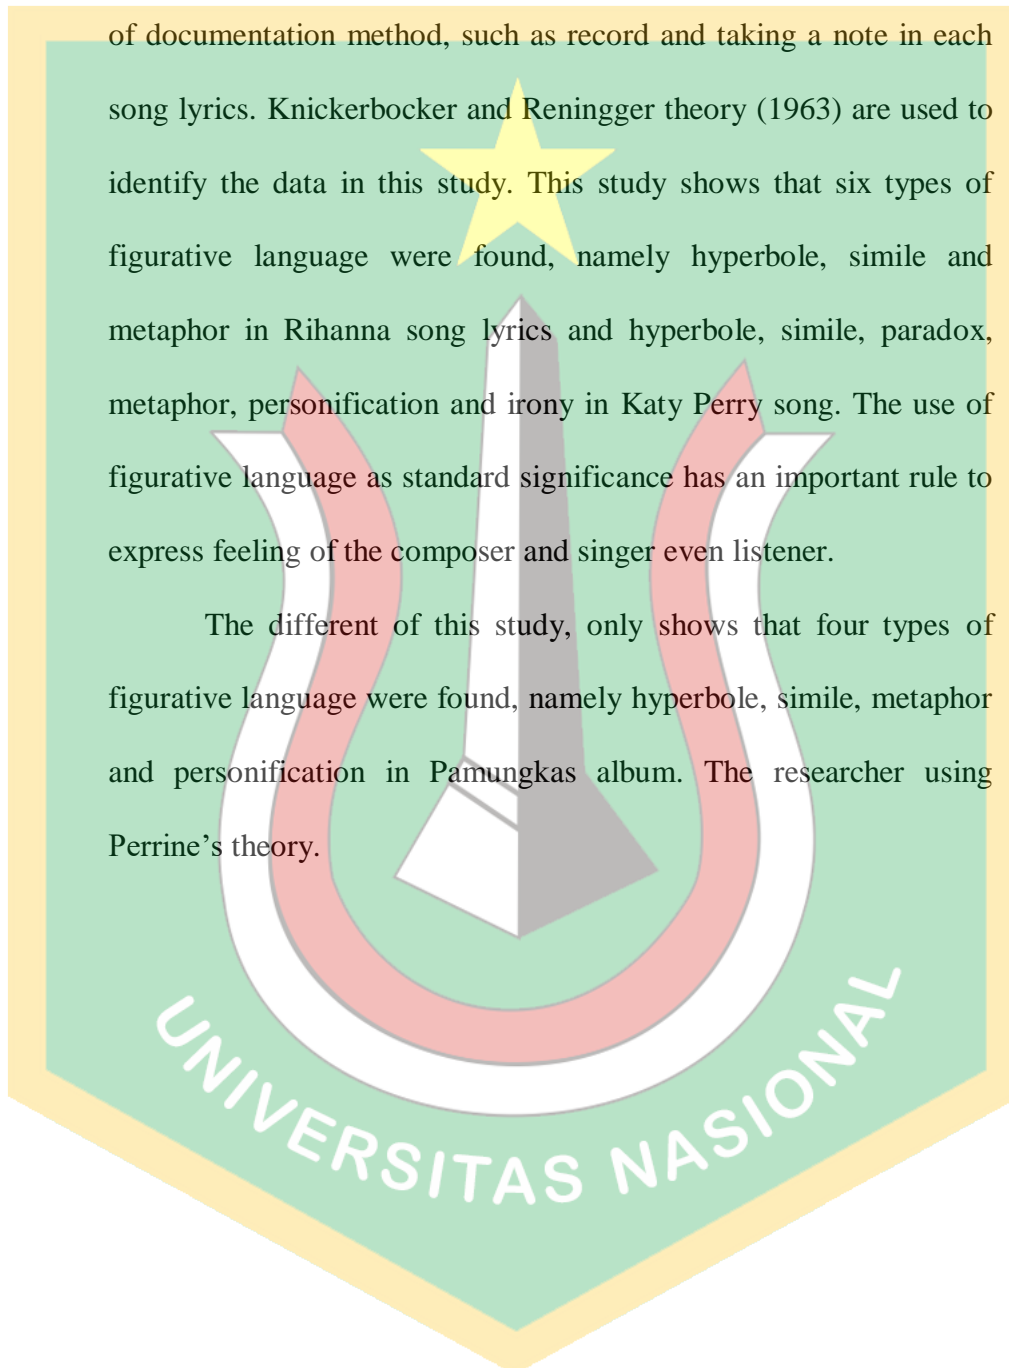 of documentation method, such as record and taking a note in each
song lyrics. Knickerbocker and Reningger theory (1963) are used to
identify the data in this study. This study shows that six types of
figurative language were found, namely hyperbole, simile and
metaphor in Rihanna song lyrics and hyperbole, simile, paradox,
metaphor, personification and irony in Katy Perry song. The use of
figurative language as standard significance has an important rule to
express feeling of the composer and singer even listener.
The different of this study, only shows that four types of
figurative language were found, namely hyperbole, simile, metaphor
and personification in Pamungkas album. The researcher using
Perrine’s theory.
UNIVERSITAS NASIONAL